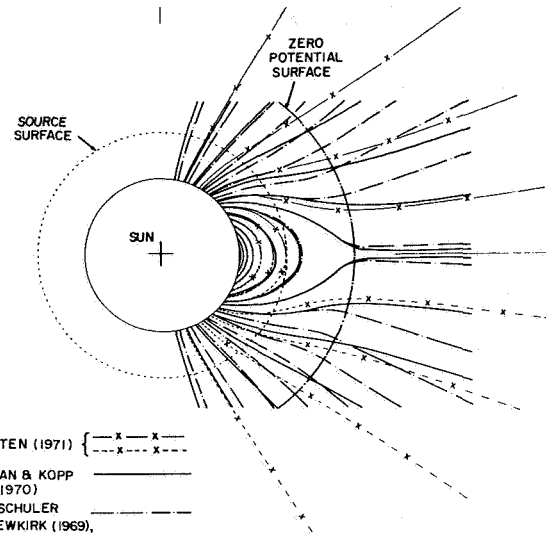 ZERO
POTENTIAL
SURFACE
SOURCE
SURFACE
SUN
TEN (1971)
AN & KOPP
1970)
SCHULER
EWKIRK (1969),